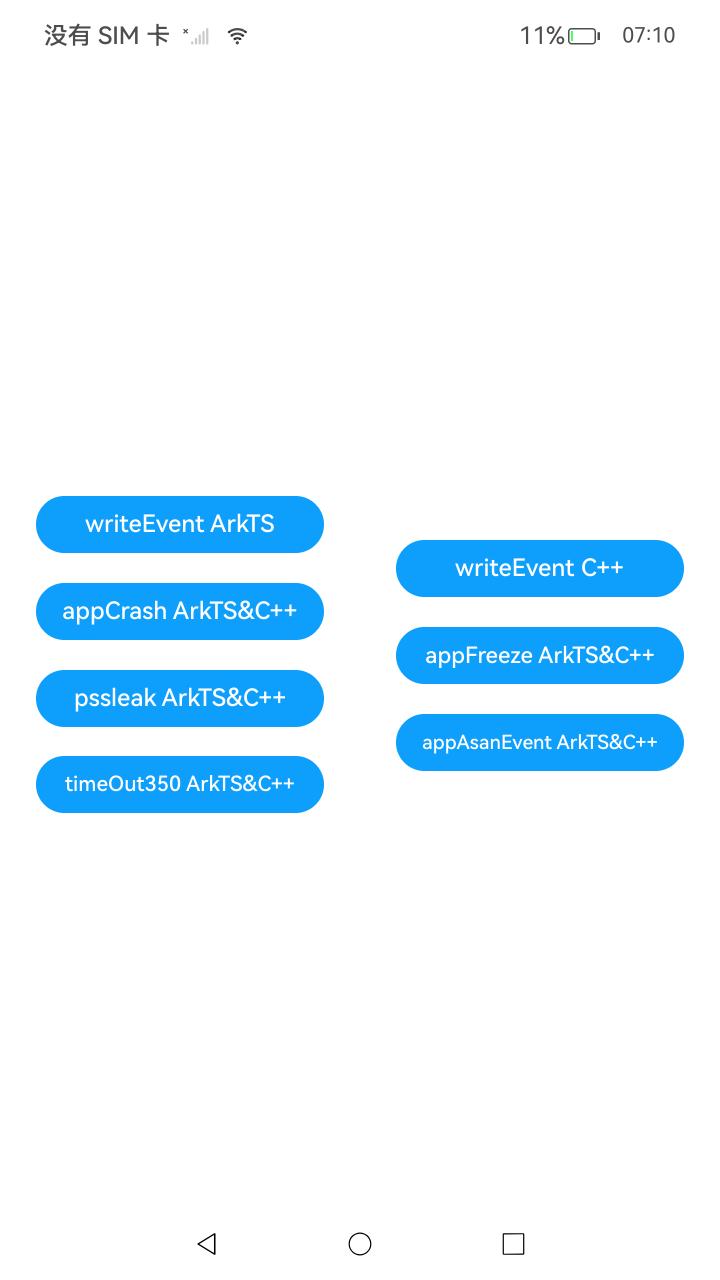 没有 SIM 卡 11% 07:10
writeEvent ArkTS
appCrash ArkTS&C++
pssleak ArkTS&C++
timeOut350 ArkTS&C++
writeEvent C++
appFreeze ArkTS&C++
appAsanEvent ArkTS&C++